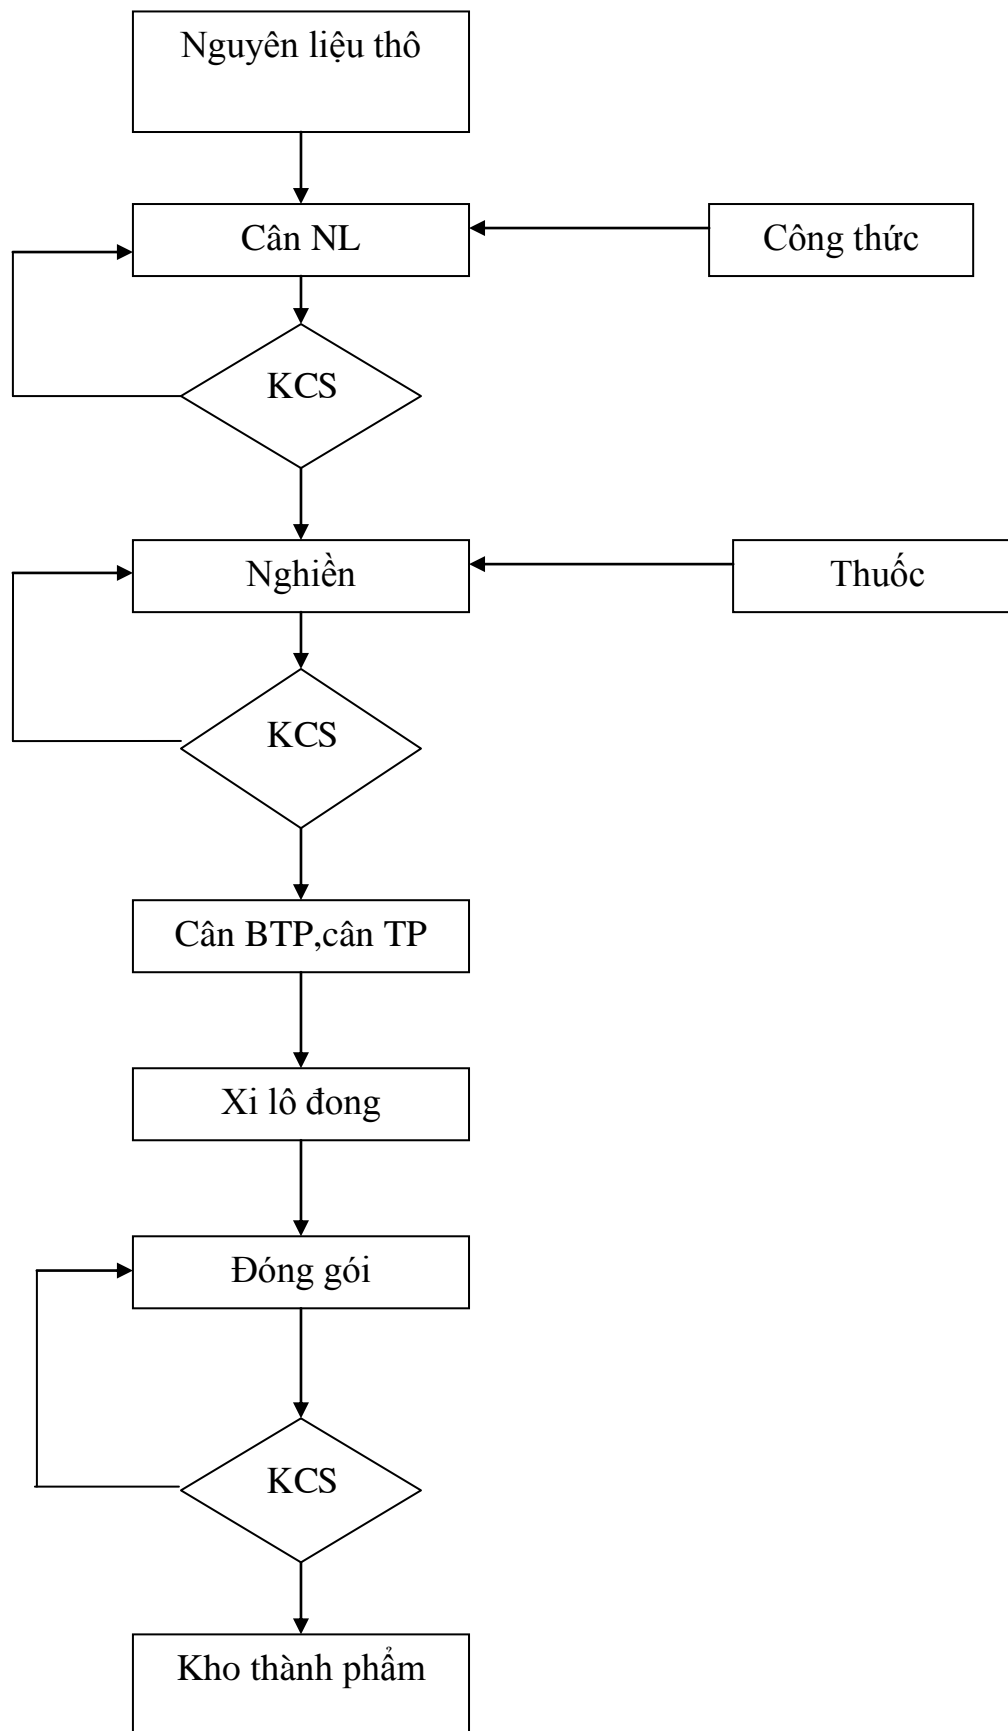 Nguyên liệu thô
Cân NL
Công thức
KCS
Nghiền
Thuốc
KCS
Cân BTP,cân TP
Xi lô đong
Đóng gói
KCS
Kho thành phẩm